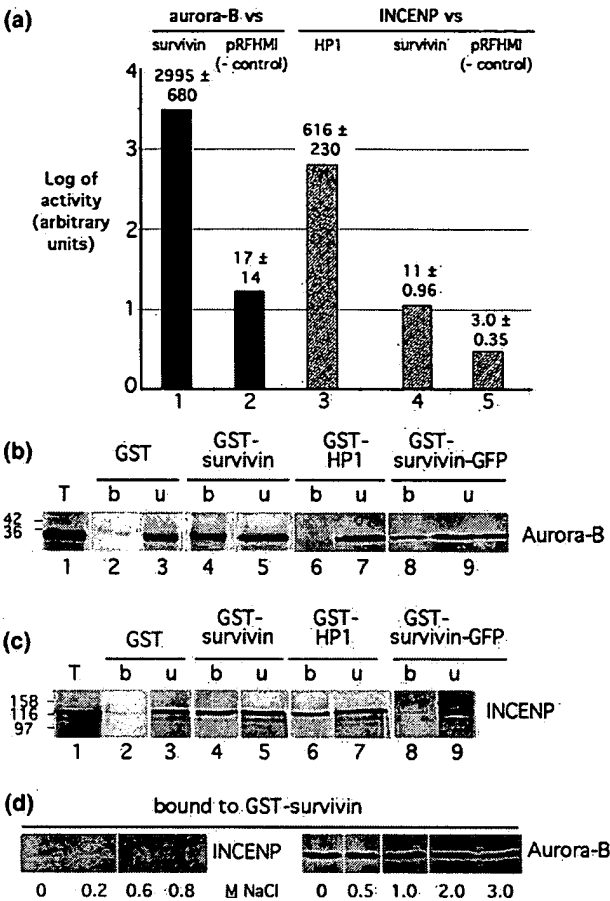 (a)
aurora-B vs
INCENP vs
survivin
pRFHMI
(- control)
HP1
survivin
pRFHMI
(- control)
4
3
2
1
0
Log of
activity
(arbitrary
units)
2995 ±
680
17 ±
14
616 ±
230
11 ±
0.96
3.0 ±
0.35
1 2 3 4 5
(b)
GST
GST-
survivin
GST-
HP1
GST-
survivin-GFP
T b u b u b u b u
42
36
Aurora-B
1 2 3 4 5 6 7 8 9
(c)
GST
GST-
survivin
GST-
HP1
GST-
survivin-GFP
T b u b u b u b u
158
116
97
INCENP
1 2 3 4 5 6 7 8 9
(d)
bound to GST-survivin
INCENP
Aurora-B
0 0.2 0.6 0.8 M NaCl 0 0.5 1.0 2.0 3.0